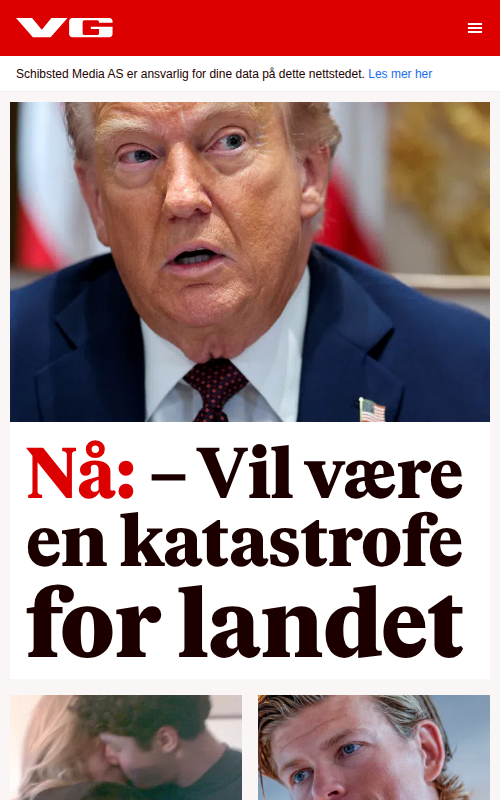 VG
Schibsted Media AS er ansvarlig for dine data på dette nettstedet. Les mer her
Nå: – Vil være
en katastrofe
for landet